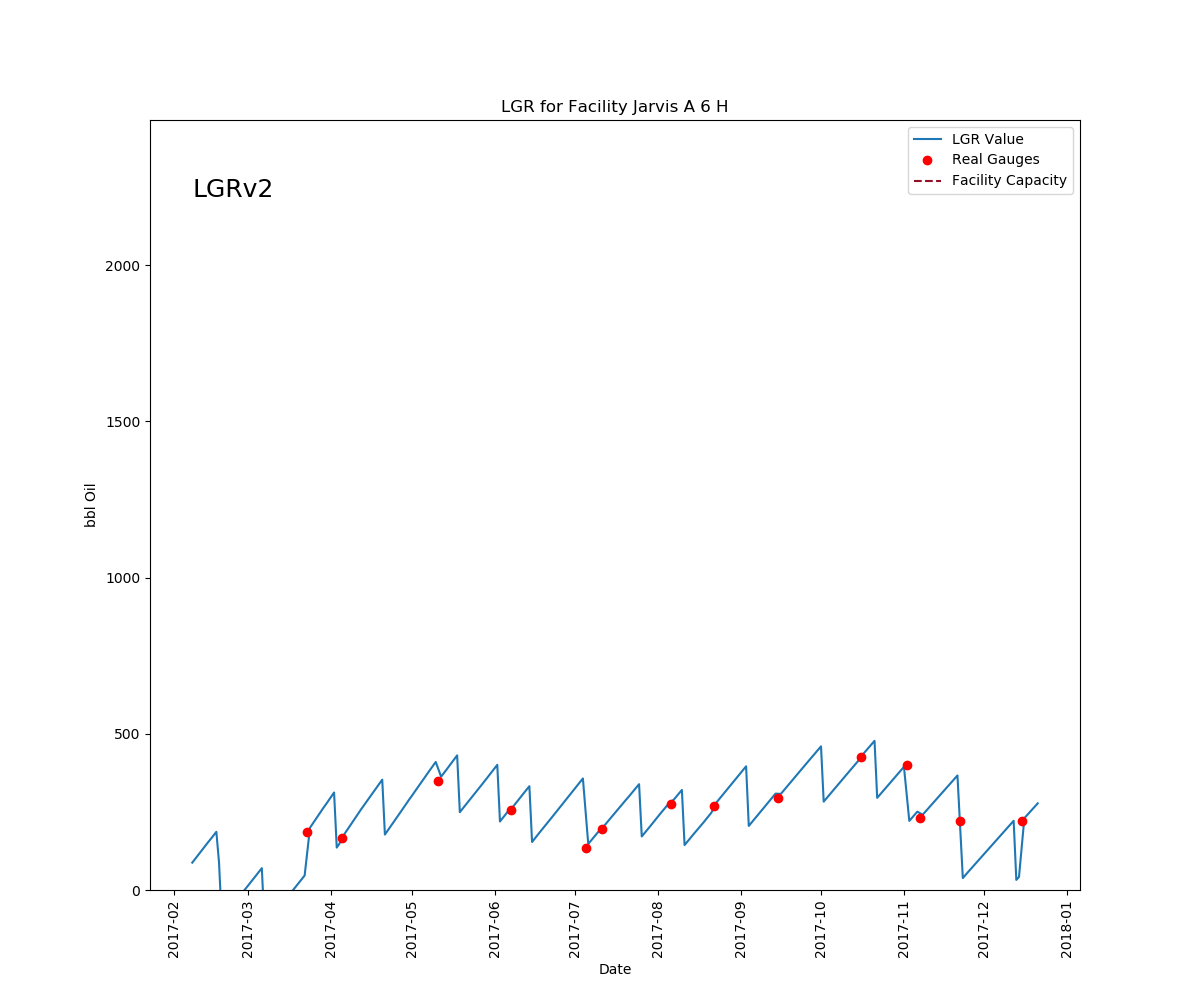 LGR for Facility Jarvis A 6 H
LGR Value
Real Gauges
Facility Capacity
LGRv2
2000
1500
1000
500
0
bbl Oil
2017-02
2017-03
2017-04
2017-05
2017-06
2017-07
2017-08
2017-09
2017-10
2017-11
2017-12
2018-01
Date